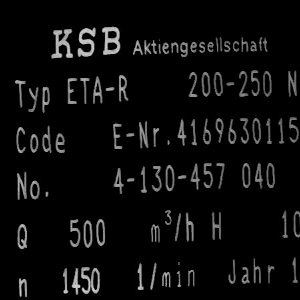 KSB Aktiengesellschaft
Typ ETA-R 200-250 N
Code E-Nr. 4169630115
No. 4-130-457 040
Q 500 m³/h H 10
n 1450 1/min Jahr 1